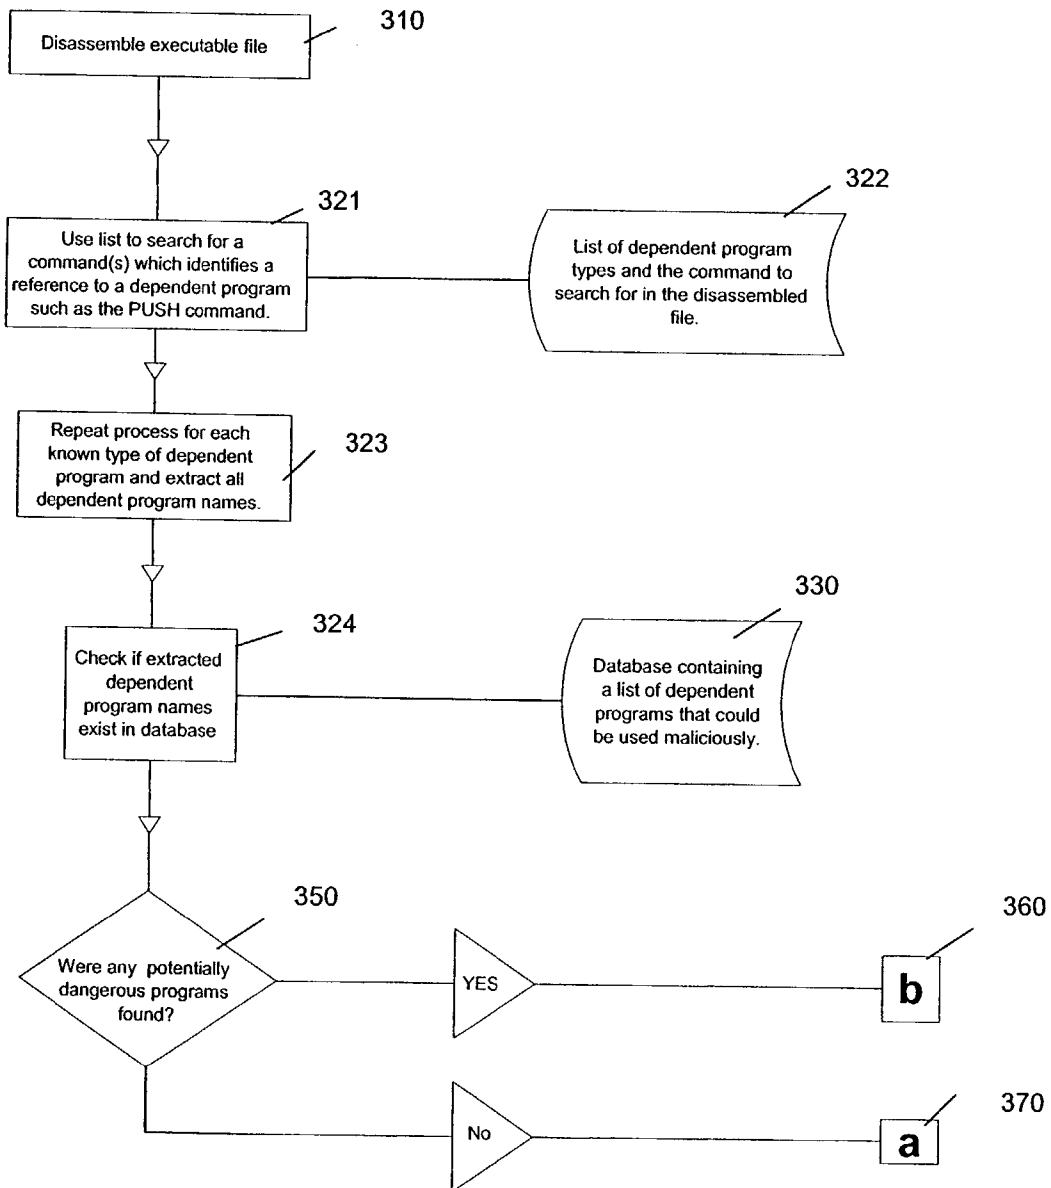 310
Disassemble executable file
321
322
Use list to search for a
command(s) which identifies a
reference to a dependent program
such as the PUSH command.
List of dependent program
types and the command to
search for in the disassembled
file.
323
Repeat process for each
known type of dependent
program and extract all
dependent program names.
324
330
Check if extracted
dependent
program names
exist in database
Database containing
a list of dependent
programs that could
be used maliciously.
350
360
Were any potentially
dangerous programs
found?
YES
b
370
No
a